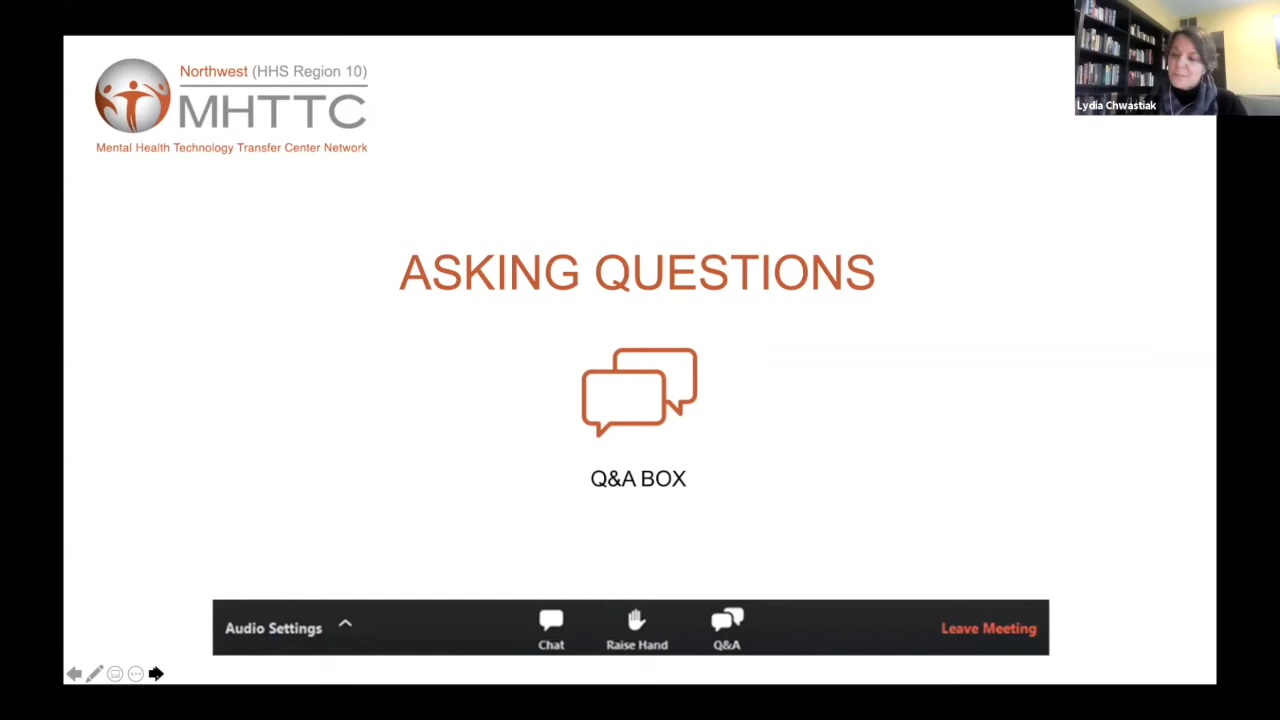 Northwest (HHS Region 10)
MHTTC
Mental Health Technology Transfer Center Network
Lydia Chwastiak
ASKING QUESTIONS
Q&A BOX
Audio Settings
Chat
Raise Hand
Q&A
Leave Meeting